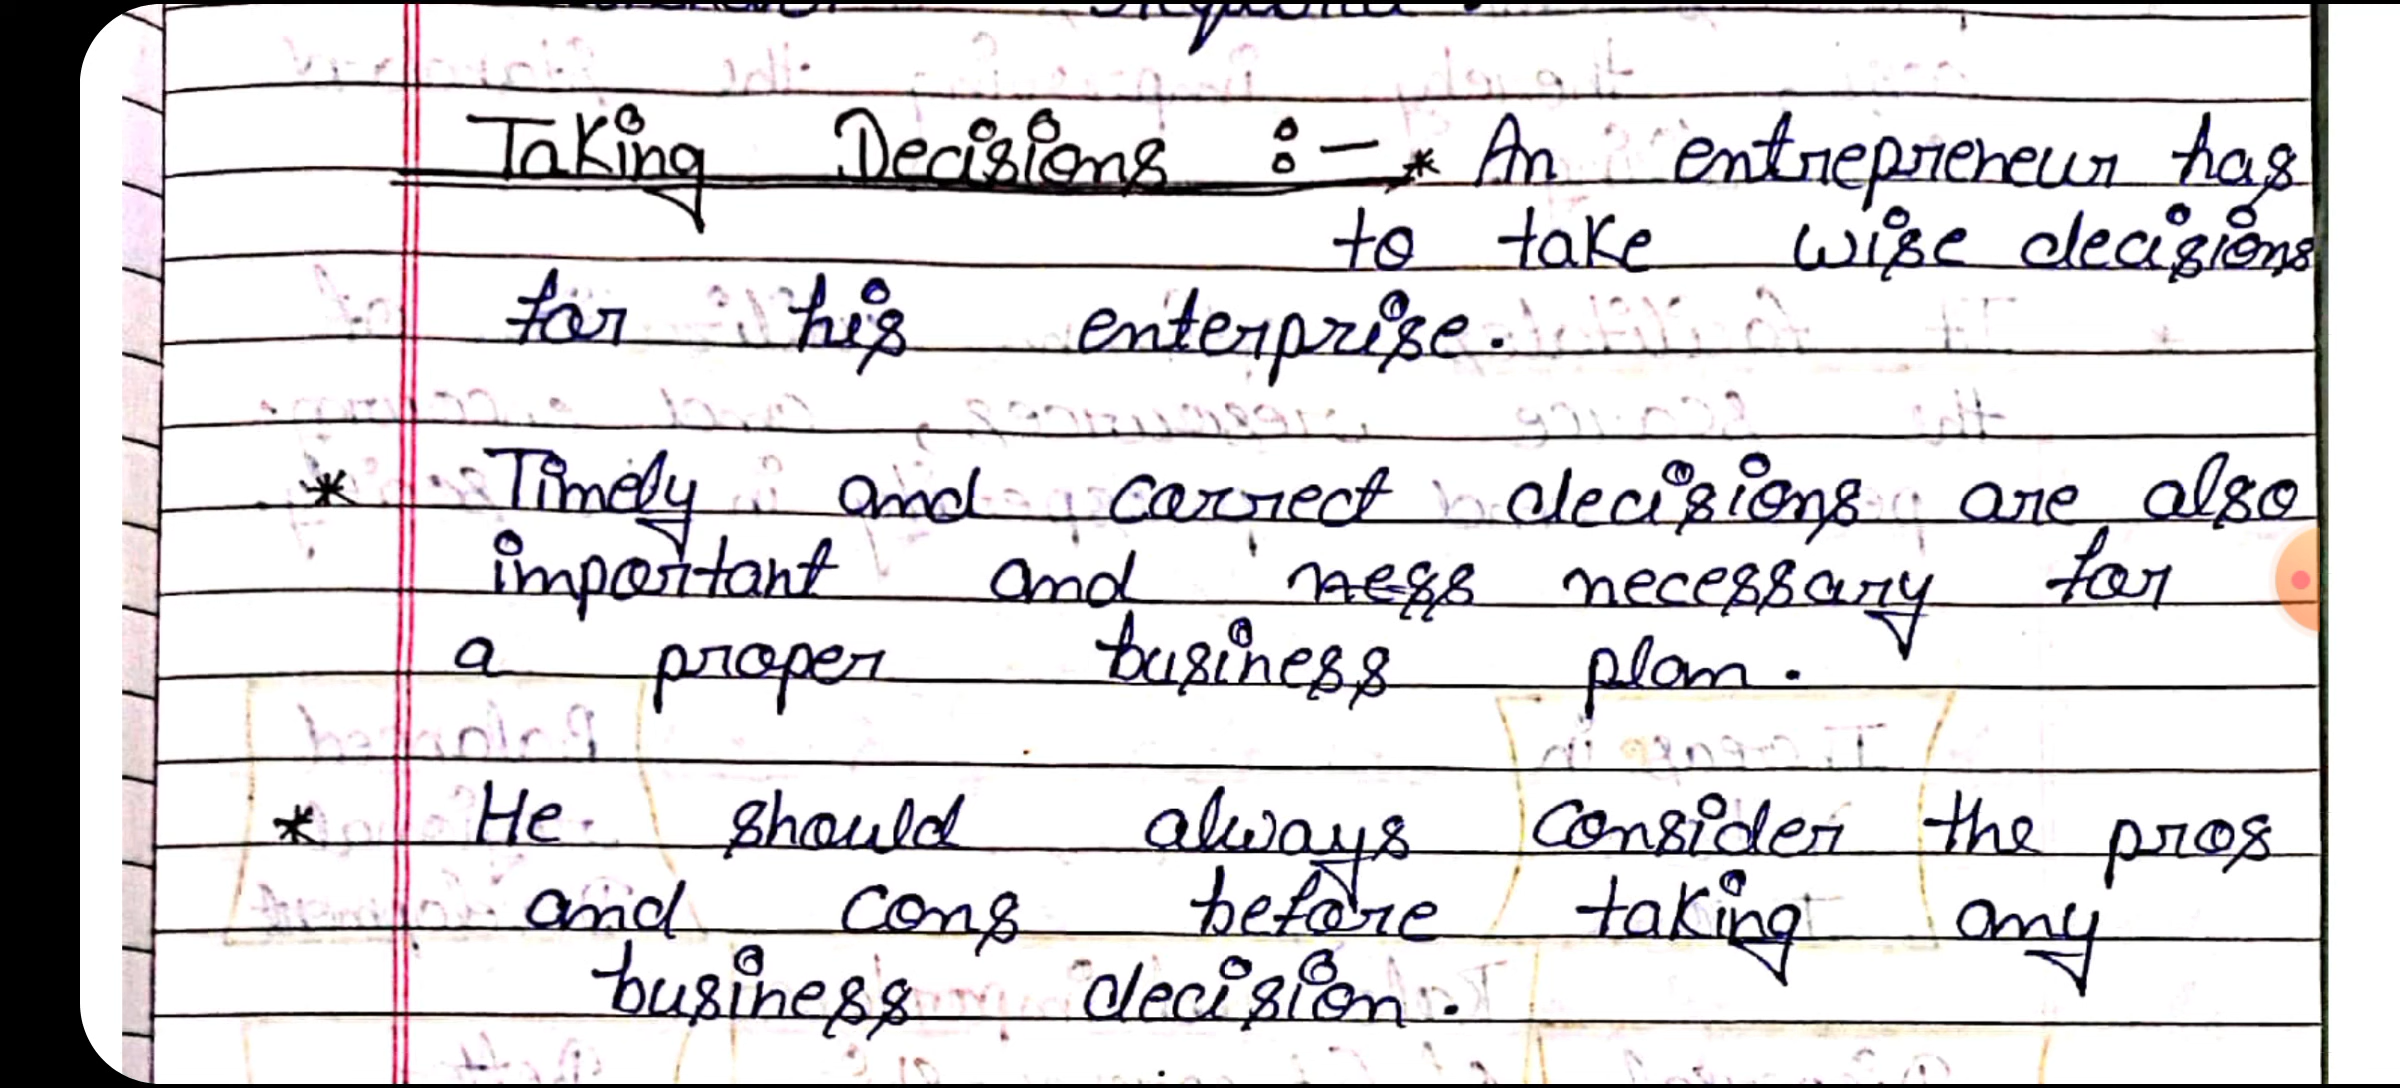 Taking Decisions :- * An entrepreneur has
to take wise decisions
for his enterprise.
* Timely and correct decisions are also
important and ness necessary for
a proper business plan.
* He should always consider the pros
and cons before taking any
business decision.